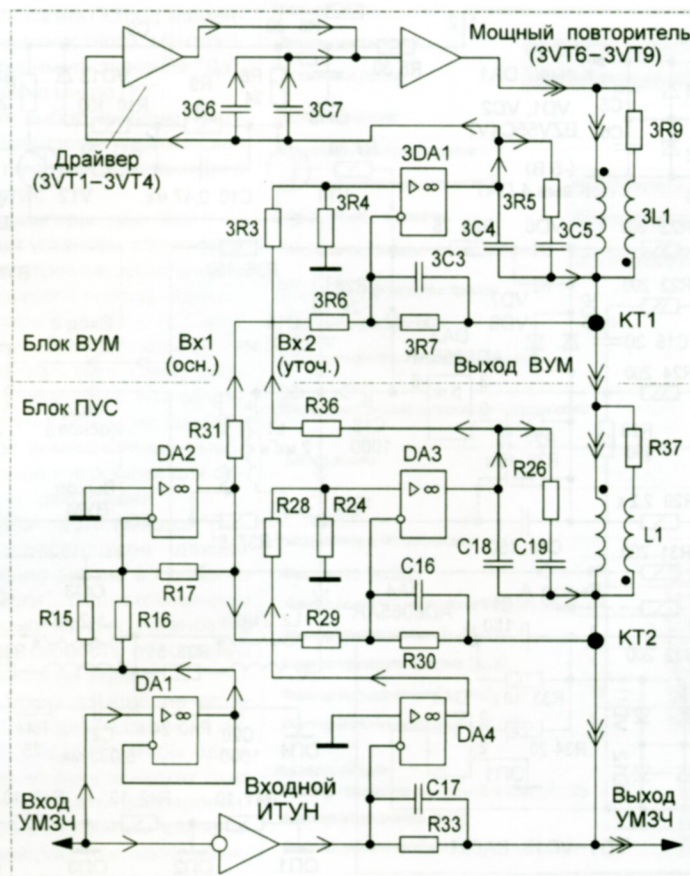 Мощный повторитель
(3VT6–3VT9)
3C6
3C7
3R9
Драйвер
(3VT1–3VT4)
3DA1
▷ ∞
3R3
3R4
3R5
3L1
3C4
3C5
3C3
3R6
3R7
КТ1
Блок ВУМ
Вх1
(осн.)
Вх2
(уточ.)
Выход ВУМ
Блок ПУС
R31
R36
R37
DA2
▷ ∞
DA3
▷ ∞
R26
R28
R24
L1
C18
C19
C16
R17
R15
R16
R29
R30
КТ2
DA1
▷ ∞
▷ ∞
DA4
Вход
УМЗЧ
Входной
ИТУН
C17
R33
Выход
УМЗЧ